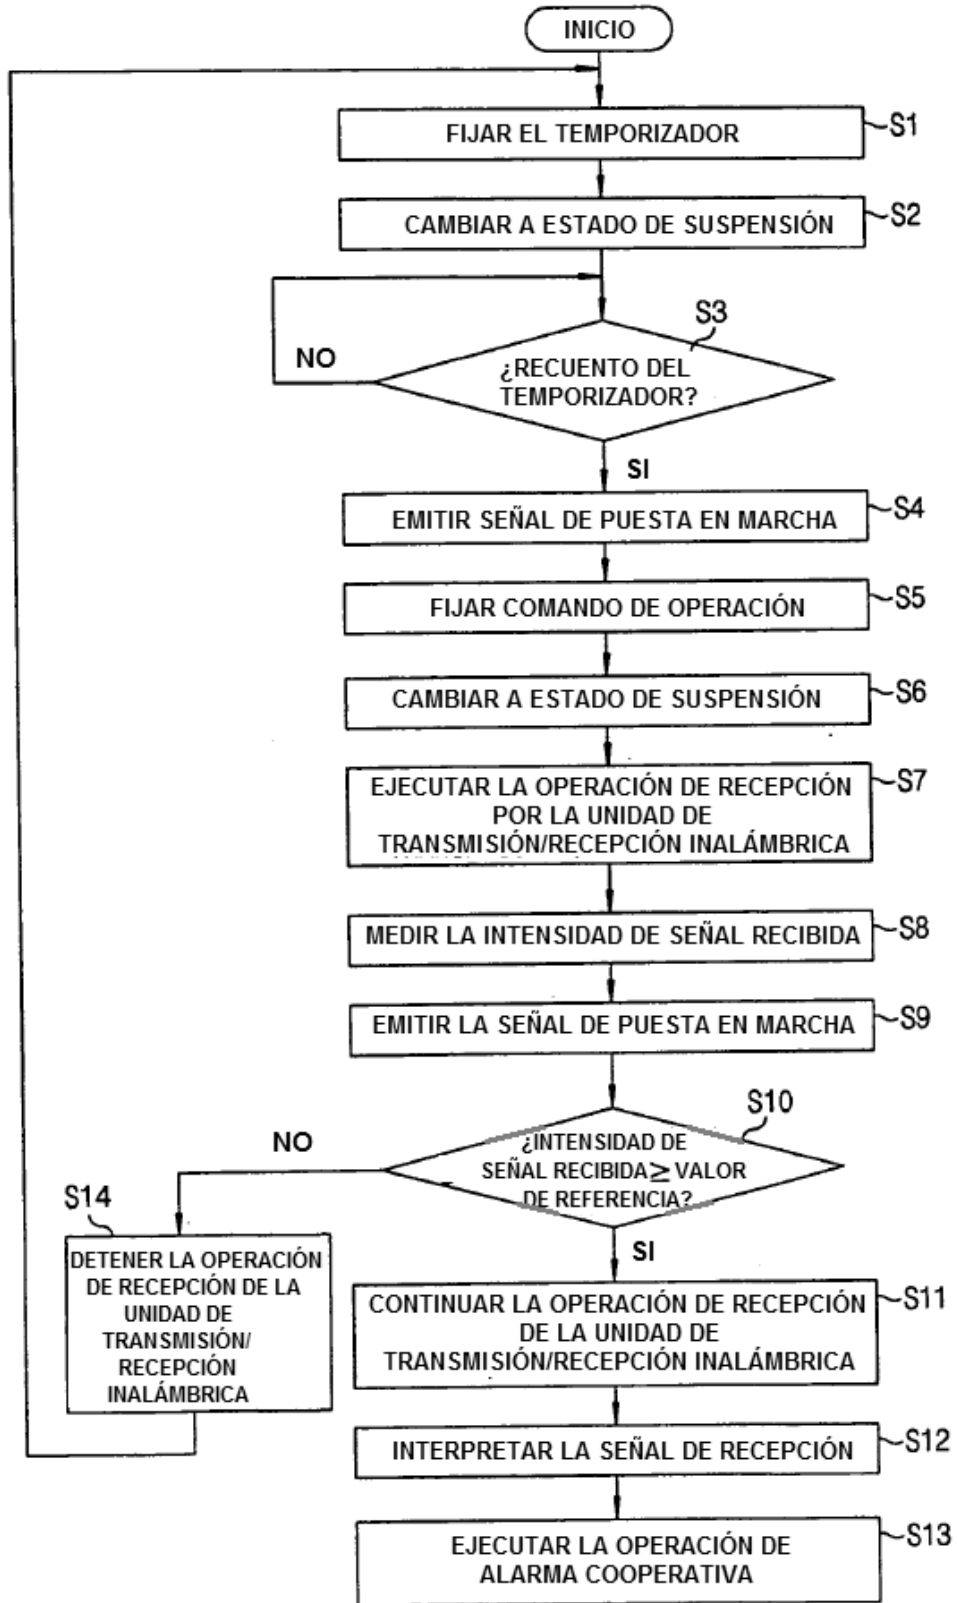 INICIO
FIJAR EL TEMPORIZADOR
S1
CAMBIAR A ESTADO DE SUSPENSIÓN
S2
S3
NO
¿RECUENTO DEL
TEMPORIZADOR?
SI
EMITIR SEÑAL DE PUESTA EN MARCHA
S4
FIJAR COMANDO DE OPERACIÓN
S5
CAMBIAR A ESTADO DE SUSPENSIÓN
S6
EJECUTAR LA OPERACIÓN DE RECEPCIÓN
POR LA UNIDAD DE
TRANSMISIÓN/RECEPCIÓN INALÁMBRICA
S7
MEDIR LA INTENSIDAD DE SEÑAL RECIBIDA
S8
EMITIR LA SEÑAL DE PUESTA EN MARCHA
S9
S10
NO
¿INTENSIDAD DE
SEÑAL RECIBIDA≥VALOR
DE REFERENCIA?
SI
S14
DETENER LA OPERACIÓN
DE RECEPCIÓN DE LA
UNIDAD DE
TRANSMISIÓN/
RECEPCIÓN
INALÁMBRICA
CONTINUAR LA OPERACIÓN DE RECEPCIÓN
DE LA UNIDAD DE
TRANSMISIÓN/RECEPCIÓN INALÁMBRICA
S11
INTERPRETAR LA SEÑAL DE RECEPCIÓN
S12
EJECUTAR LA OPERACIÓN DE
ALARMA COOPERATIVA
S13